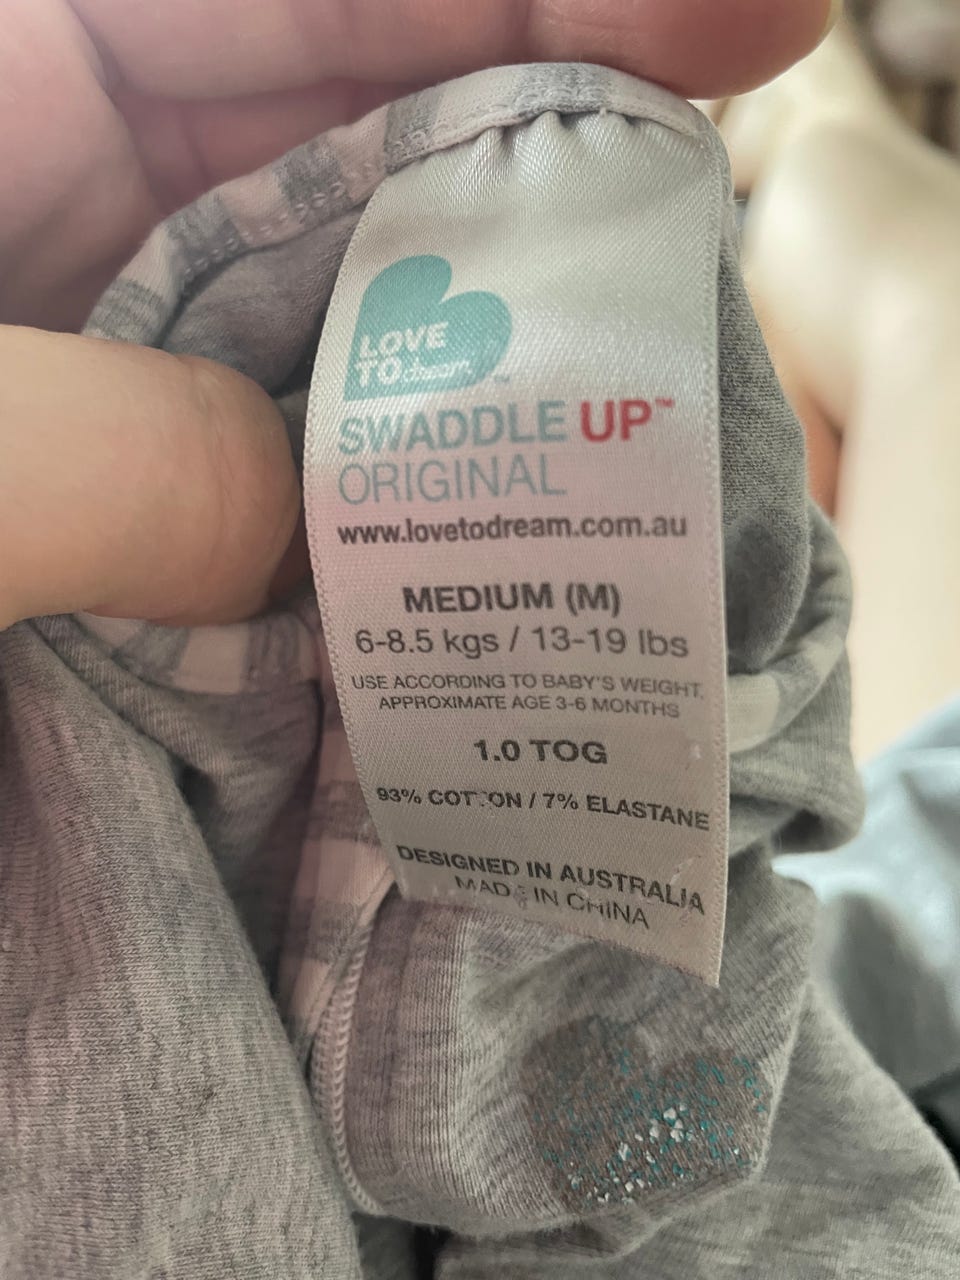 LOVE
TO dream
™
SWADDLE UP™
ORIGINAL
www.lovetodream.com.au
MEDIUM (M)
6-8.5 kgs / 13-19 lbs
USE ACCORDING TO BABY'S WEIGHT.
APPROXIMATE AGE 3-6 MONTHS
1.0 TOG
93% COTTON / 7% ELASTANE
DESIGNED IN AUSTRALIA
MADE IN CHINA